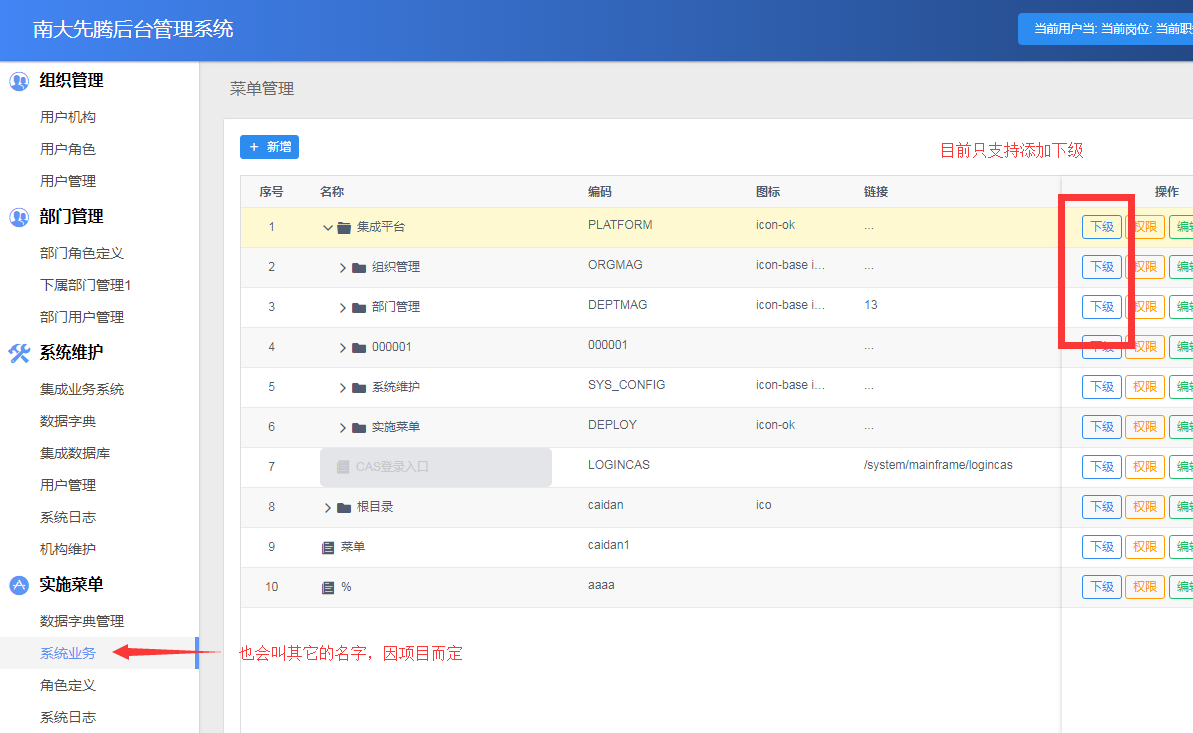 南大先腾后台管理系统
当前用户当: 当前岗位: 当前职
组织管理
用户机构
用户角色
用户管理
部门管理
部门角色定义
下属部门管理1
部门用户管理
系统维护
集成业务系统
数据字典
集成数据库
用户管理
系统日志
机构维护
实施菜单
数据字典管理
系统业务
角色定义
系统日志
菜单管理
+ 新增
目前只支持添加下级
序号 名称 编码 图标 链接 操作
1 集成平台 PLATFORM icon-ok ... 下级 权限 编辑
2 组织管理 ORGMAG icon-base i... ... 下级 权限 编辑
3 部门管理 DEPTMAG icon-base i... 13 下级 权限 编辑
4 000001 000001 ... 下级 权限 编辑
5 系统维护 SYS_CONFIG icon-base i... ... 下级 权限 编辑
6 实施菜单 DEPLOY icon-ok ... 下级 权限 编辑
7 CAS登录入口 LOGINCAS /system/mainframe/logincas 下级 权限 编辑
8 根目录 caidan ico 下级 权限 编辑
9 菜单 caidan1 下级 权限 编辑
10 % aaaa 下级 权限 编辑
也会叫其它的名字，因项目而定